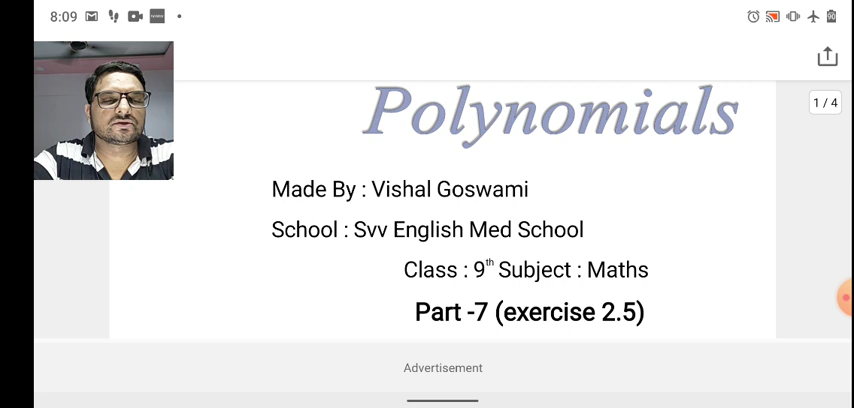 8:09
1 / 4
Polynomials
Made By : Vishal Goswami
School : Svv English Med School
Class : 9th Subject : Maths
Part -7 (exercise 2.5)
Advertisement